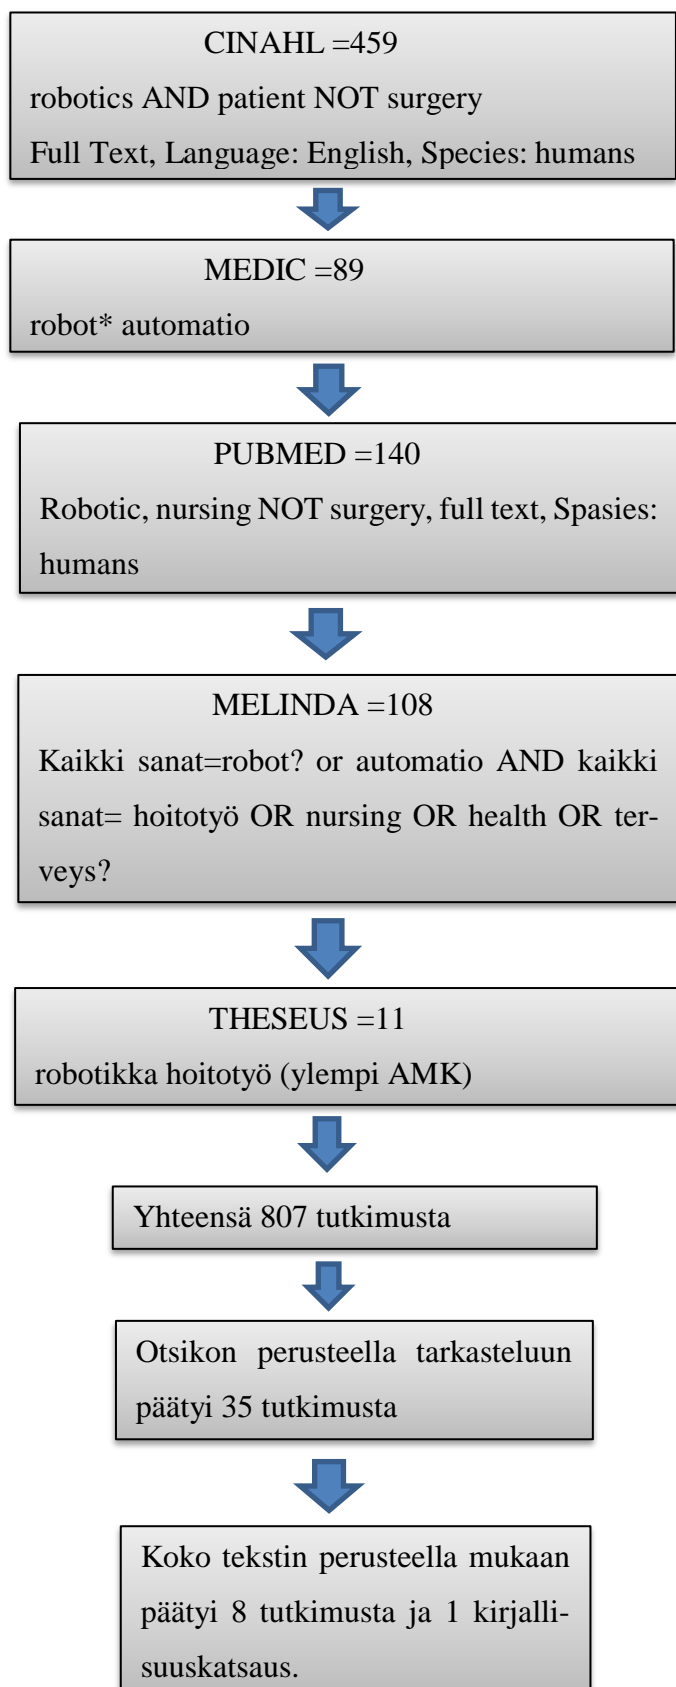 CINAHL =459
robotics AND patient NOT surgery
Full Text, Language: English, Species: humans
MEDIC =89
robot* automatio
PUBMED =140
Robotic, nursing NOT surgery, full text, Spasies:
humans
MELINDA =108
Kaikki sanat=robot? or automatio AND kaikki
sanat= hoitotyö OR nursing OR health OR ter-
veys?
THESEUS =11
robotikka hoitotyö (ylempi AMK)
Yhteensä 807 tutkimusta
Otsikon perusteella tarkasteluun
päätyi 35 tutkimusta
Koko tekstin perusteella mukaan
päätyi 8 tutkimusta ja 1 kirjalli-
suuskatsaus.